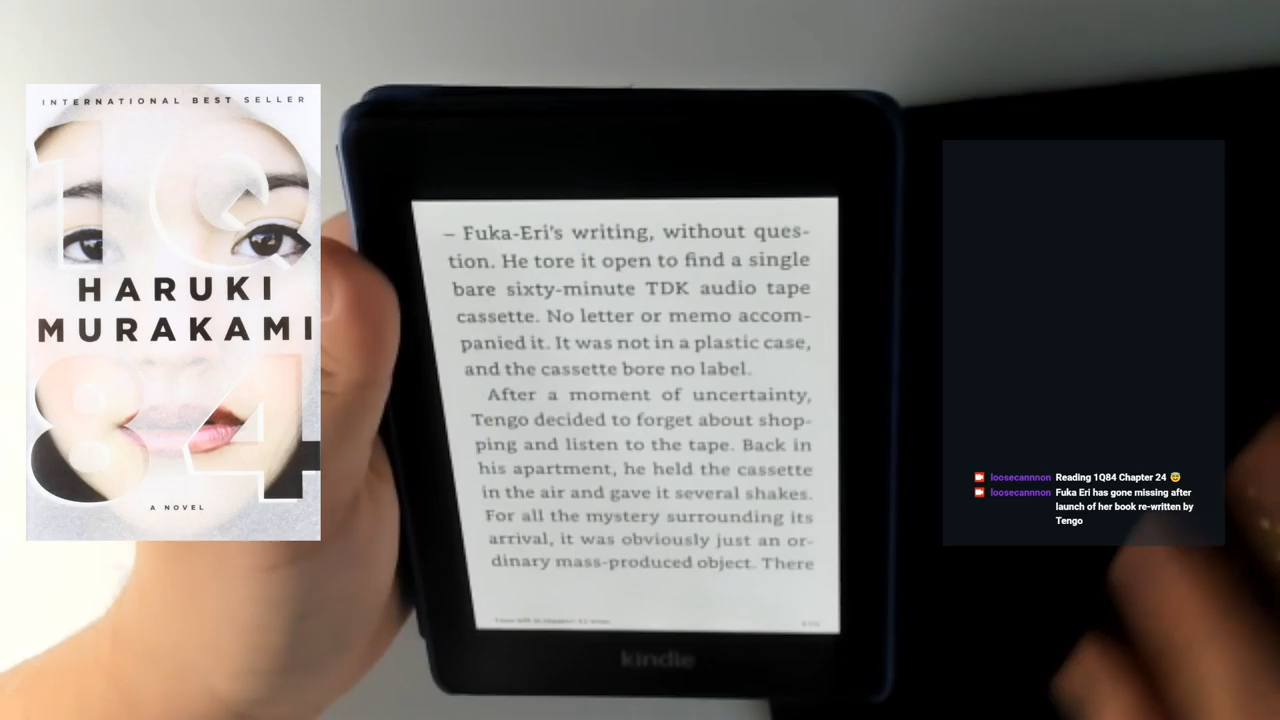 INTERNATIONAL BEST SELLER
1Q
HARUKI
MURAKAMI
84
A NOVEL
– Fuka-Eri's writing, without ques-
tion. He tore it open to find a single
bare sixty-minute TDK audio tape
cassette. No letter or memo accom-
panied it. It was not in a plastic case,
and the cassette bore no label.
After a moment of uncertainty,
Tengo decided to forget about shop-
ping and listen to the tape. Back in
his apartment, he held the cassette
in the air and gave it several shakes.
For all the mystery surrounding its
arrival, it was obviously just an or-
dinary mass-produced object. There
kindle
loosecannnon Reading 1Q84 Chapter 24 😇
loosecannnon Fuka Eri has gone missing after
launch of her book re-written by
Tengo